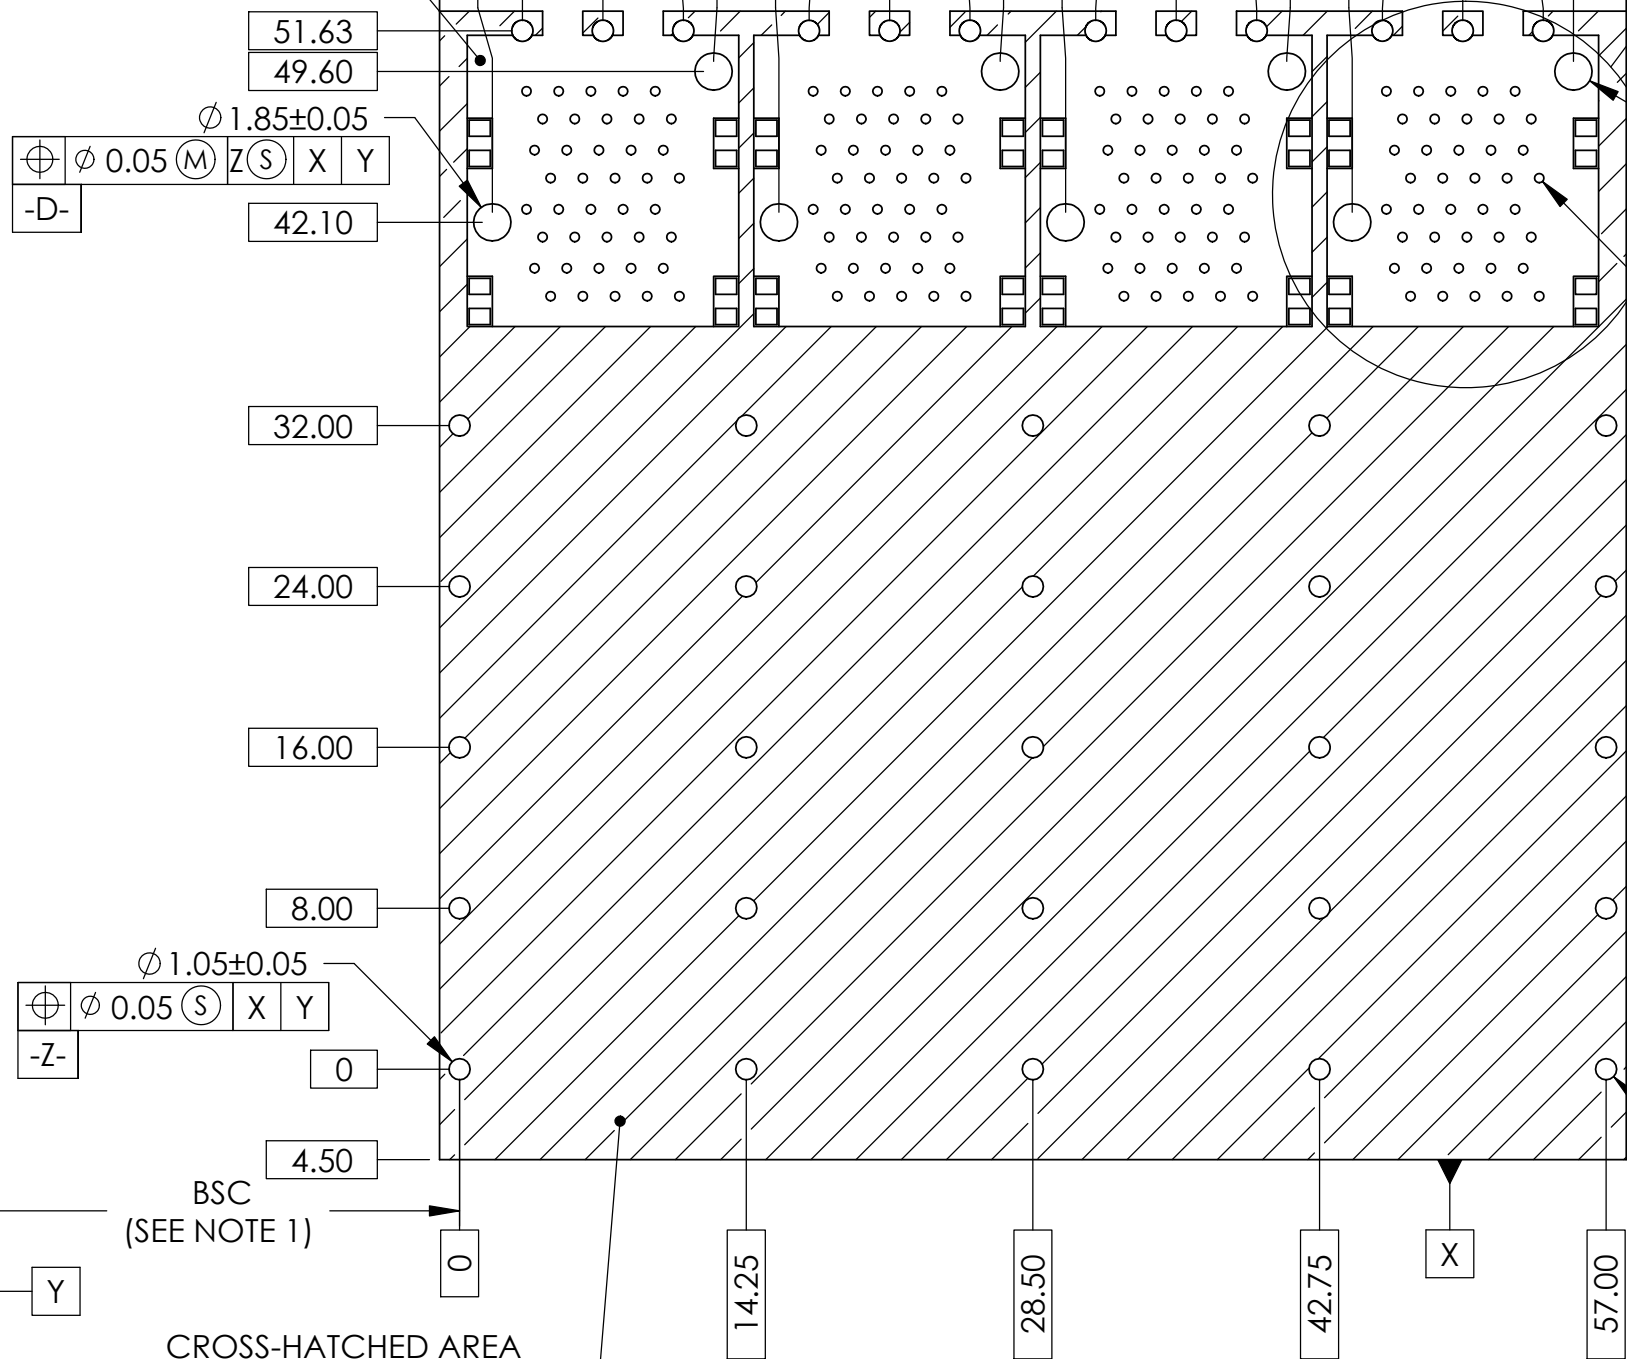 51.63
49.60
⌀ 1.85±0.05
⌖ ⌀ 0.05 Ⓜ Z Ⓢ X Y
-D-
42.10
32.00
24.00
16.00
8.00
⌀ 1.05±0.05
⌖ ⌀ 0.05 Ⓢ X Y
-Z-
0
4.50
BSC
(SEE NOTE 1)
0
14.25
28.50
42.75
X
57.00
Y
CROSS-HATCHED AREA